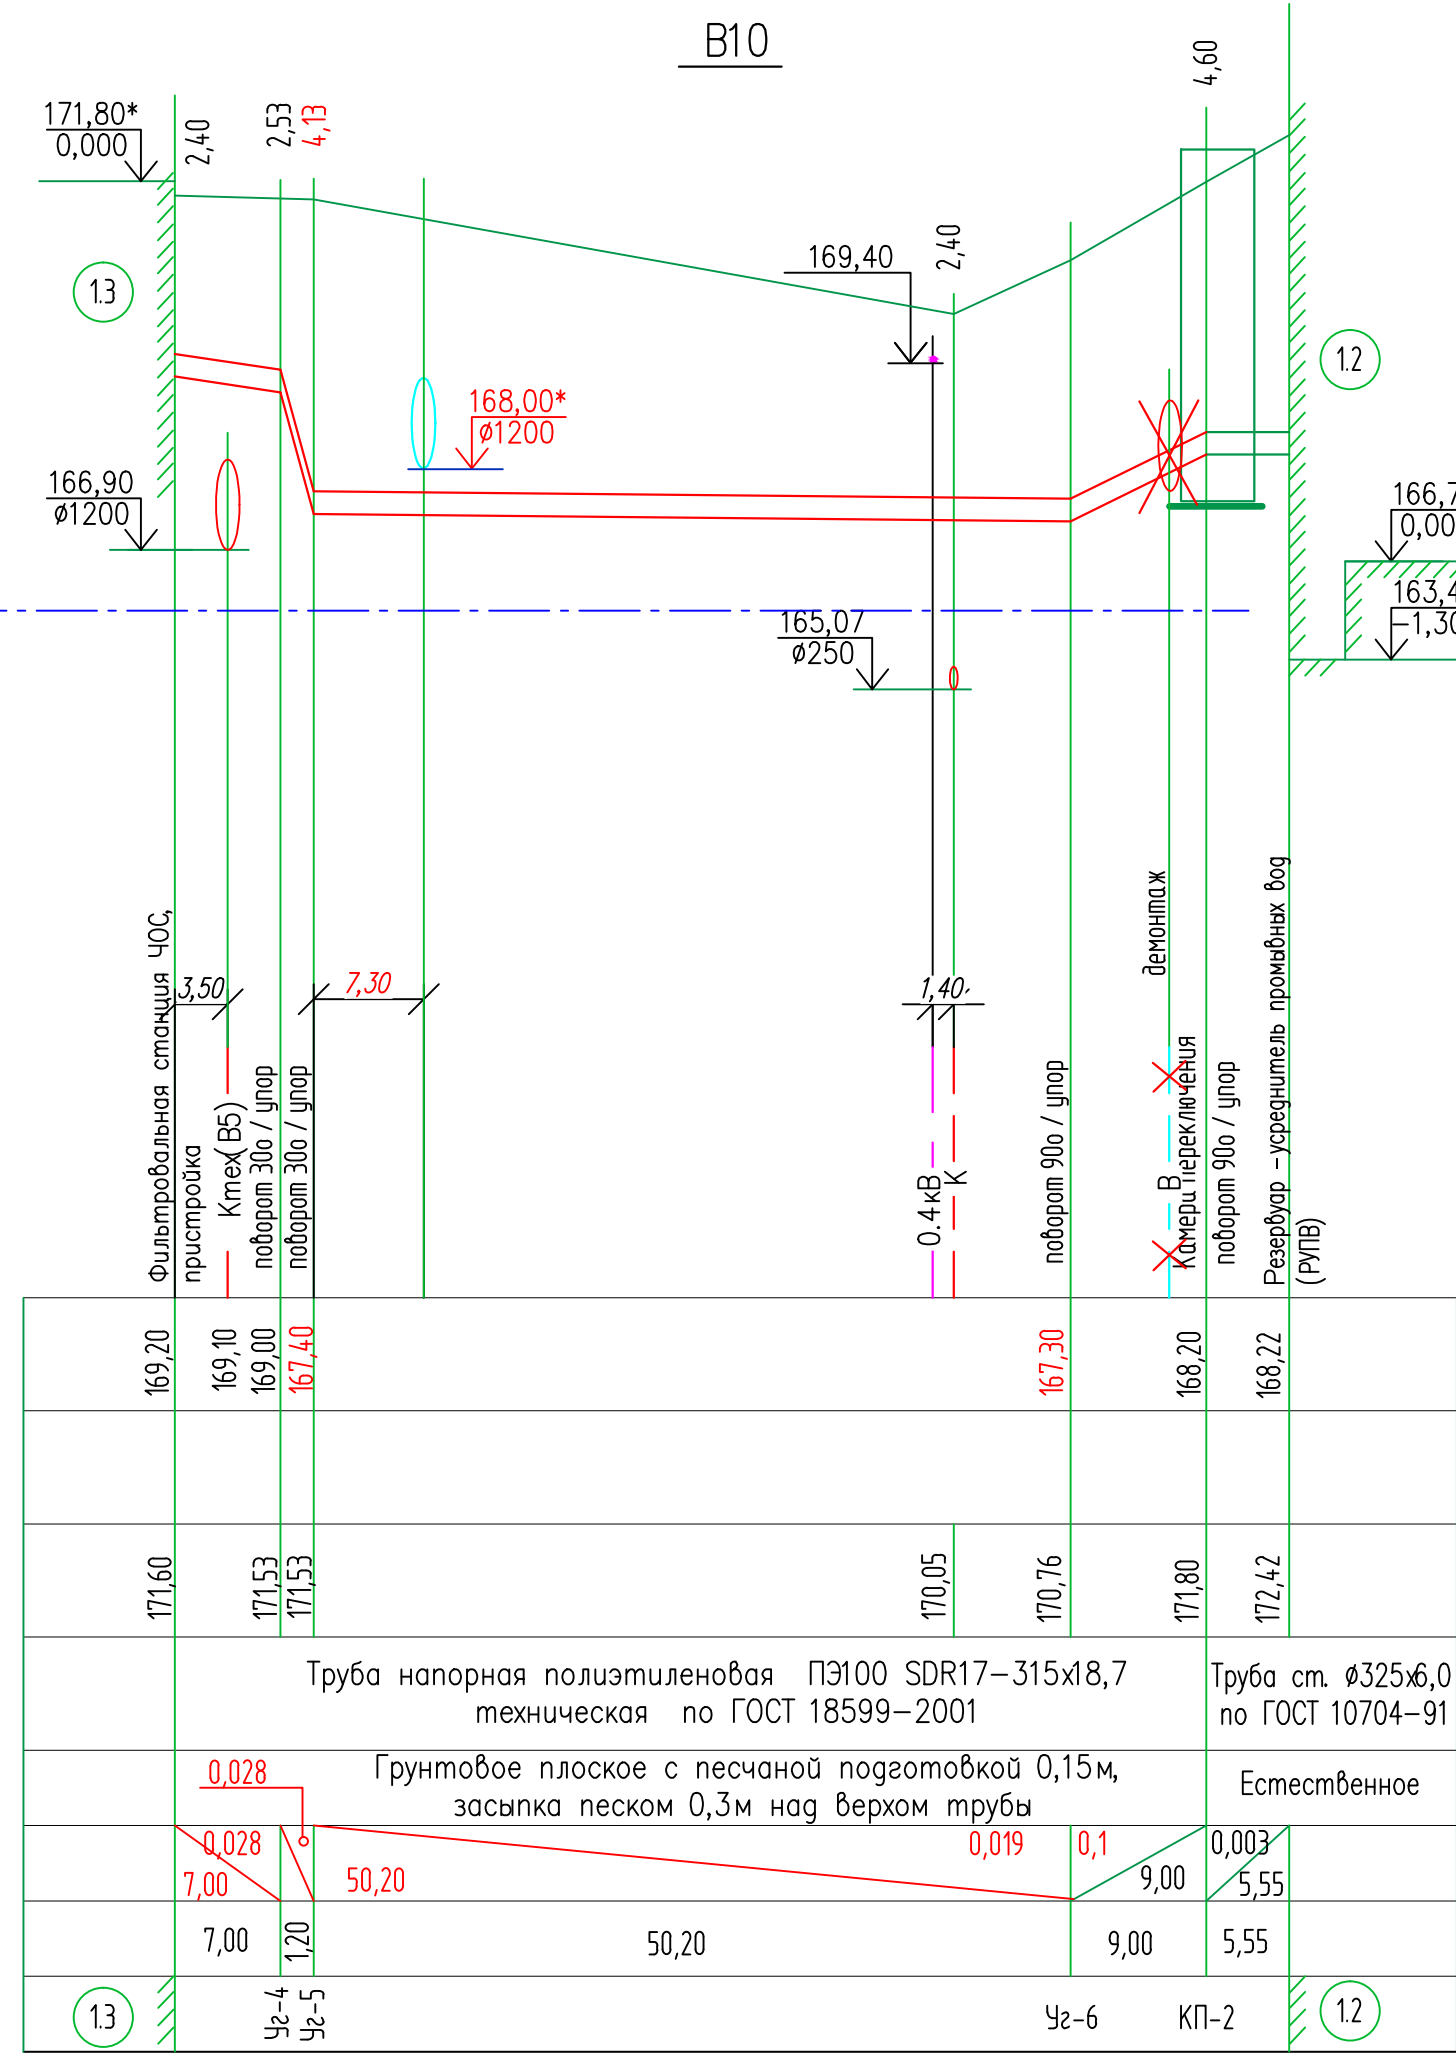 В10
4,60
171,80*
0,000
2,40
2,53
4,13
169,40
2,40
1.3
1.2
168,00*
ø1200
166,90
ø1200
166,7
0,00
163,4
-1,30
165,07
ø250
Фильтровальная станция ЧОС,
пристройка
3,50
Ктех(В5)
поворот 30о / упор
поворот 30о / упор
7,30
1,40
0.4кВ
К
поворот 90о / упор
демонтаж
В
Камеры переключения
поворот 90о / упор
Резервуар -усреднитель промывных вод
(РУПВ)
169,20
169,10
169,00
167,40
167,30
168,20
168,22
171,60
171,53
171,53
170,05
170,76
171,80
172,42
Труба напорная полиэтиленовая ПЭ100 SDR17-315х18,7
техническая по ГОСТ 18599-2001
Труба ст. ø325х6,0
по ГОСТ 10704-91
Грунтовое плоское с песчаной подготовкой 0,15м,
засыпка песком 0,3м над верхом трубы
Естественное
0,028
0,028
7,00
50,20
0,019
0,1
9,00
0,003
5,55
7,00
1,20
50,20
9,00
5,55
1.3
Уг-4
Уг-5
Уг-6
КП-2
1.2